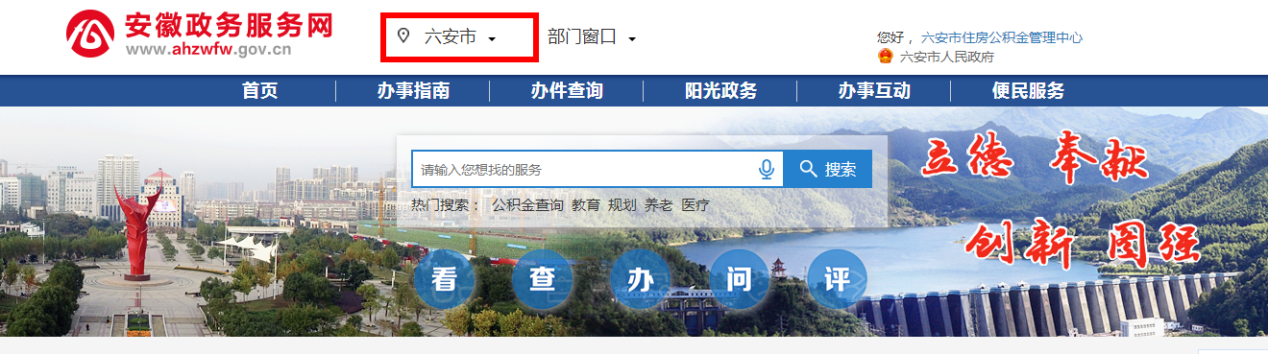 安徽政务服务网
www.ahzwfw.gov.cn
六安市
部门窗口
您好， 六安市住房公积金管理中心
六安市人民政府
首页 办事指南 办件查询 阳光政务 办事互动 便民服务
请输入您想找的服务
搜索
热门搜索： 公积金查询 教育 规划 养老 医疗
立德 奉献
创新 图强
看 查 办 问 评